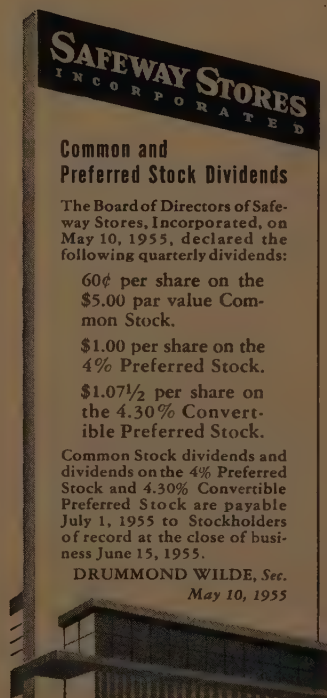 SAFEWAY STORES
INCORPORATED
Common and
Preferred Stock Dividends
The Board of Directors of Safe-
way Stores, Incorporated, on
May 10, 1955, declared the
following quarterly dividends:
60¢ per share on the
$5.00 par value Com-
mon Stock.
$1.00 per share on the
4% Preferred Stock.
$1.07½ per share on
the 4.30% Convert-
ible Preferred Stock.
Common Stock dividends and
dividends on the 4% Preferred
Stock and 4.30% Convertible
Preferred Stock are payable
July 1, 1955 to Stockholders
of record at the close of busi-
ness June 15, 1955.
DRUMMOND WILDE, Sec.
May 10, 1955